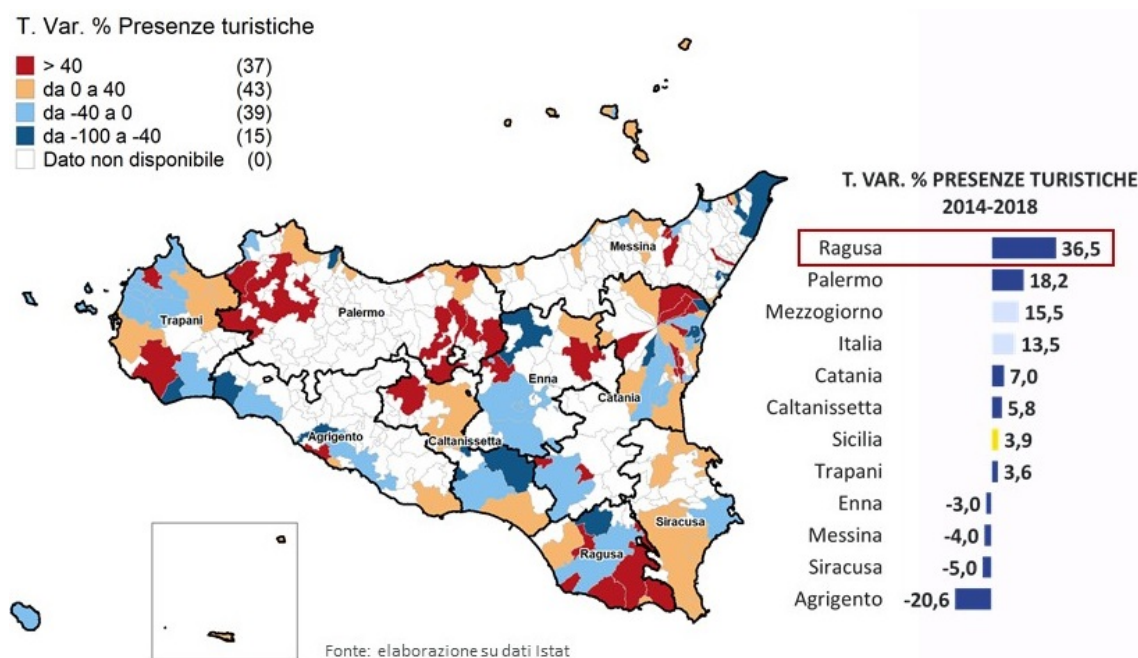 T. Var. % Presenze turistiche
> 40 (37)
da 0 a 40 (43)
da -40 a 0 (39)
da -100 a -40 (15)
Dato non disponibile (0)
Messina
Trapani
Palermo
Enna
Catania
Agrigento
Caltanissetta
Siracusa
Ragusa
Fonte: elaborazione su dati Istat
T. VAR. % PRESENZE TURISTICHE
2014-2018
Ragusa 36,5
Palermo 18,2
Mezzogiorno 15,5
Italia 13,5
Catania 7,0
Caltanissetta 5,8
Sicilia 3,9
Trapani 3,6
Enna -3,0
Messina -4,0
Siracusa -5,0
Agrigento -20,6